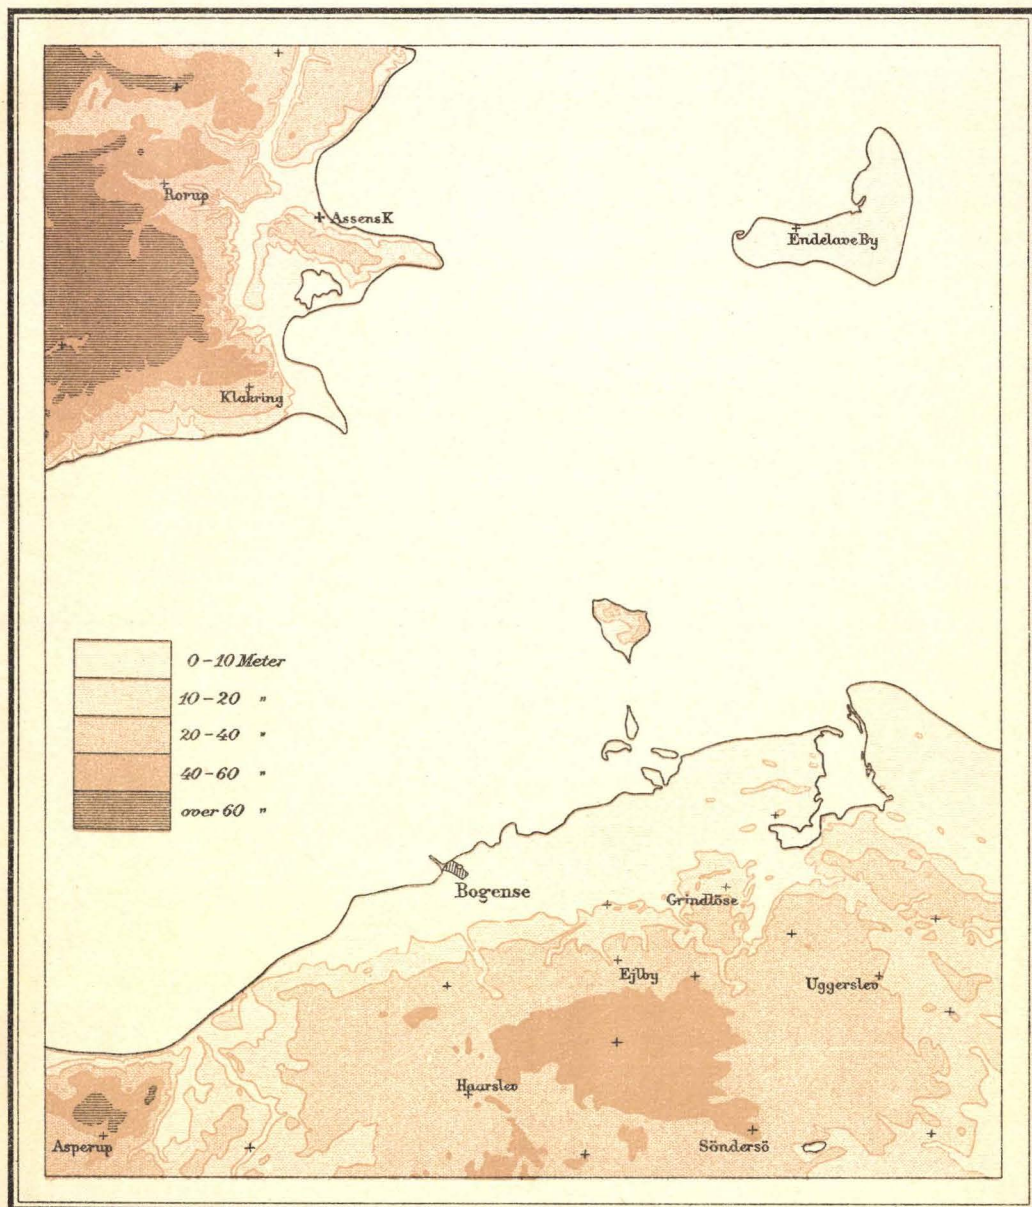 Rorup
Assens K
Endelave By
Klakring
0-10 Meter
10-20 "
20-40 "
40-60 "
over 60 "
Bogense
Grindlöse
Ejlby
Uggerslev
Haarslev
Asperup
Söndersö